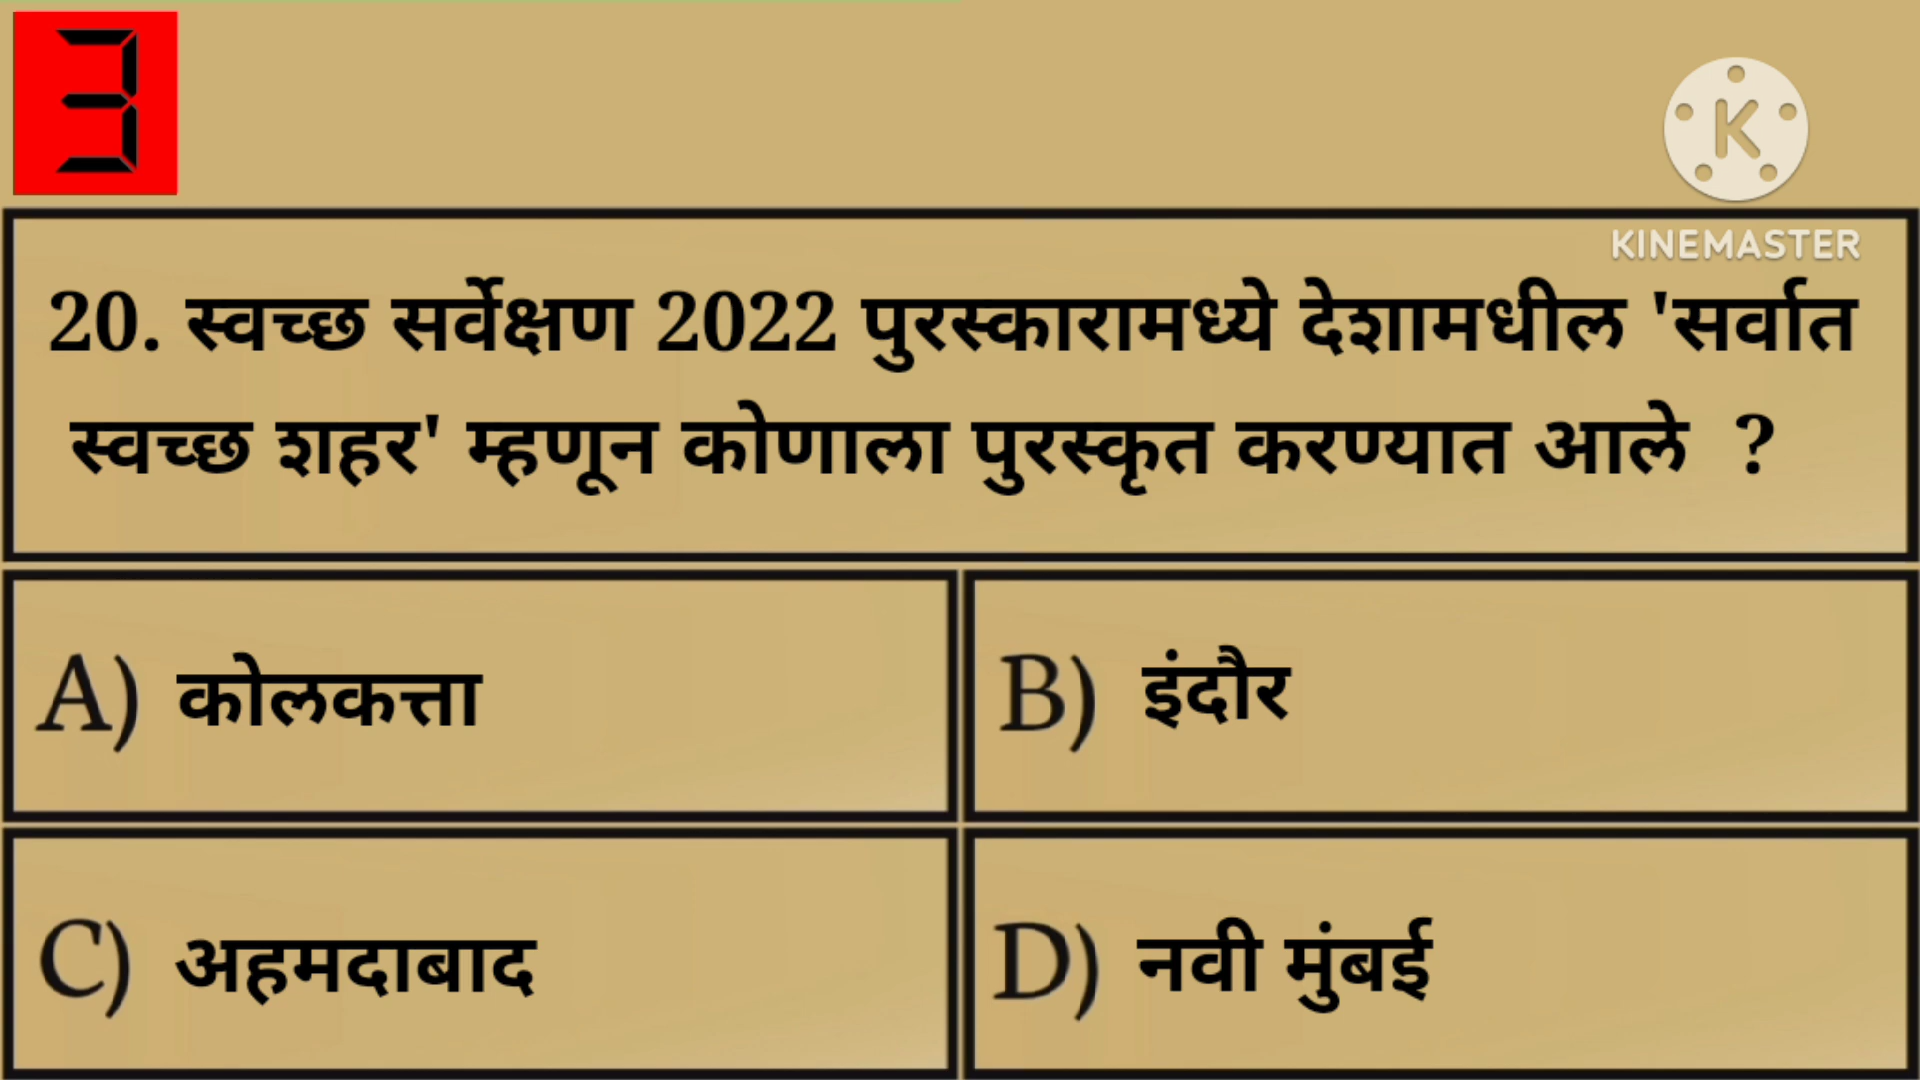 3
K
KINEMASTER
20. स्वच्छ सर्वेक्षण 2022 पुरस्कारामध्ये देशामधील 'सर्वात
स्वच्छ शहर' म्हणून कोणाला पुरस्कृत करण्यात आले ?
A) कोलकत्ता
B) इंदौर
C) अहमदाबाद
D) नवी मुंबई